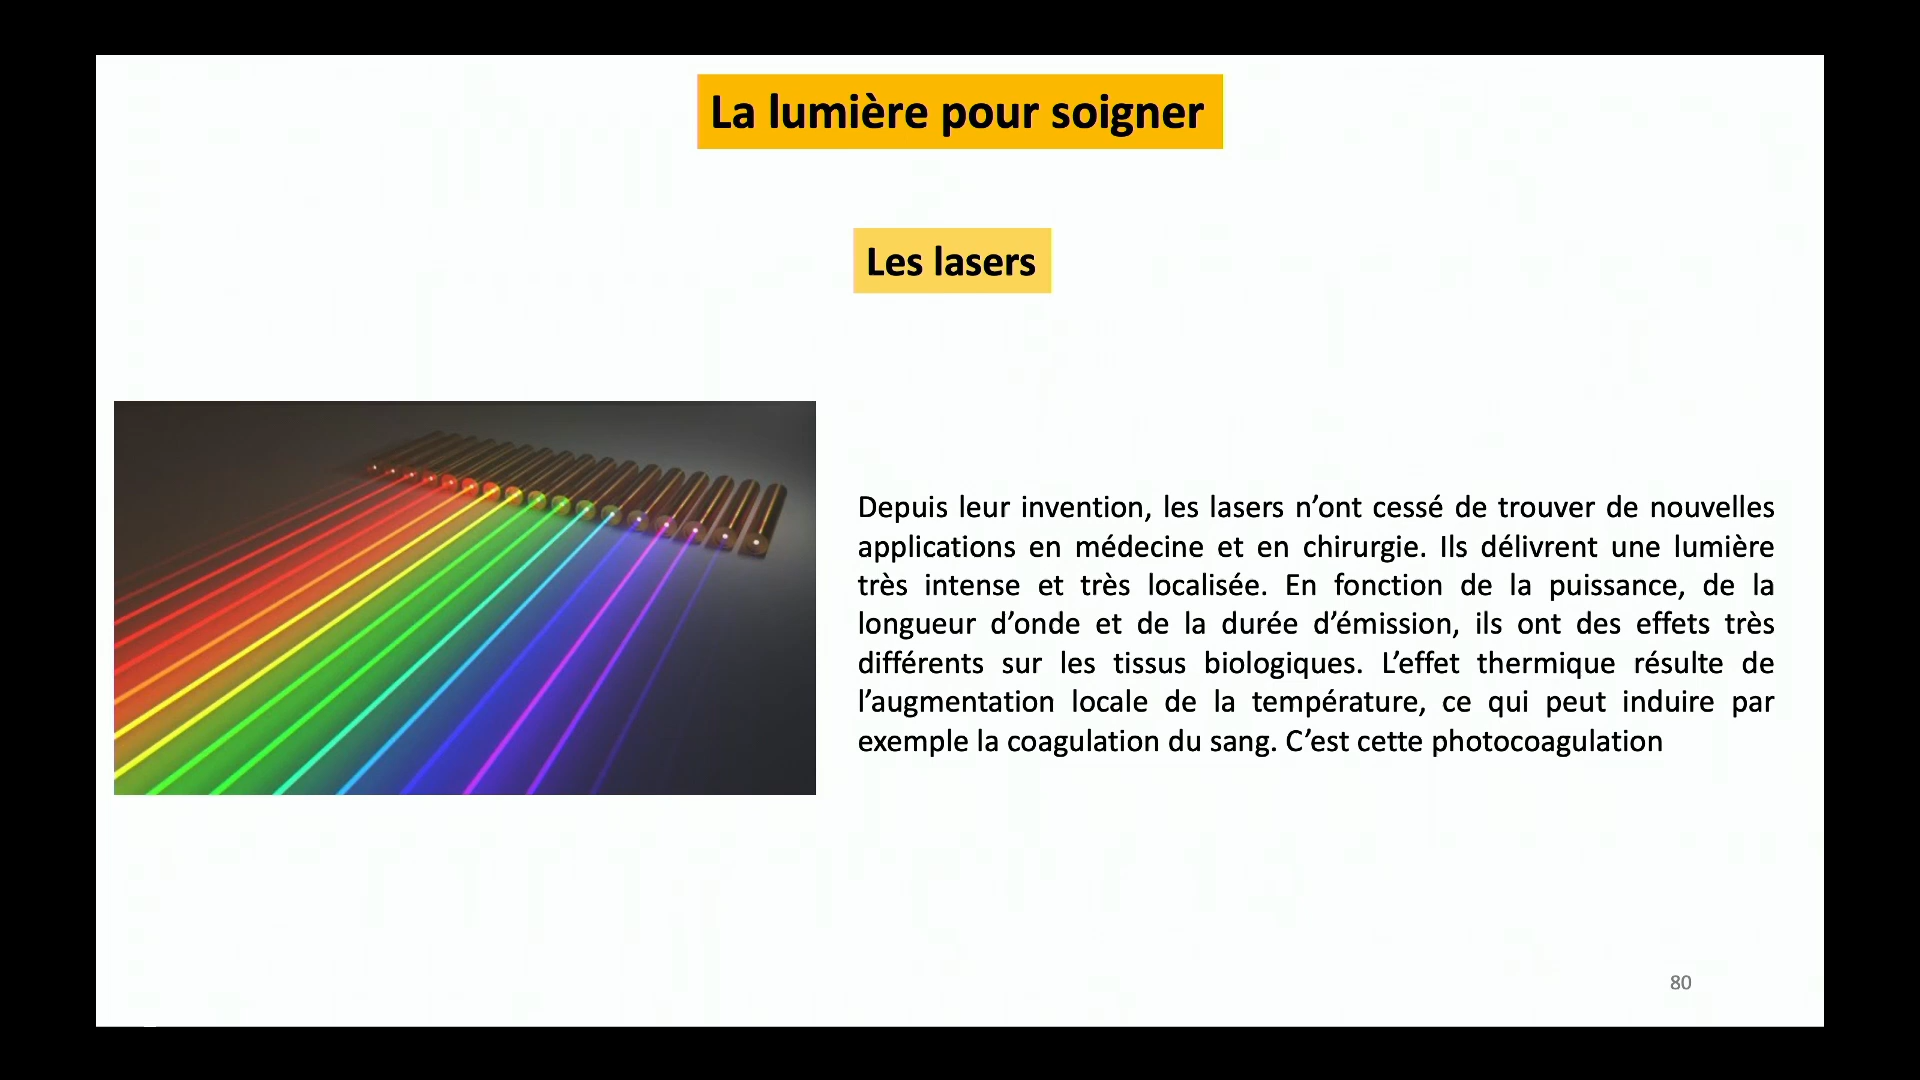 La lumière pour soigner
Les lasers
Depuis leur invention, les lasers n’ont cessé de trouver de nouvelles
applications en médecine et en chirurgie. Ils délivrent une lumière
très intense et très localisée. En fonction de la puissance, de la
longueur d’onde et de la durée d’émission, ils ont des effets très
différents sur les tissus biologiques. L’effet thermique résulte de
l’augmentation locale de la température, ce qui peut induire par
exemple la coagulation du sang. C’est cette photocoagulation
80